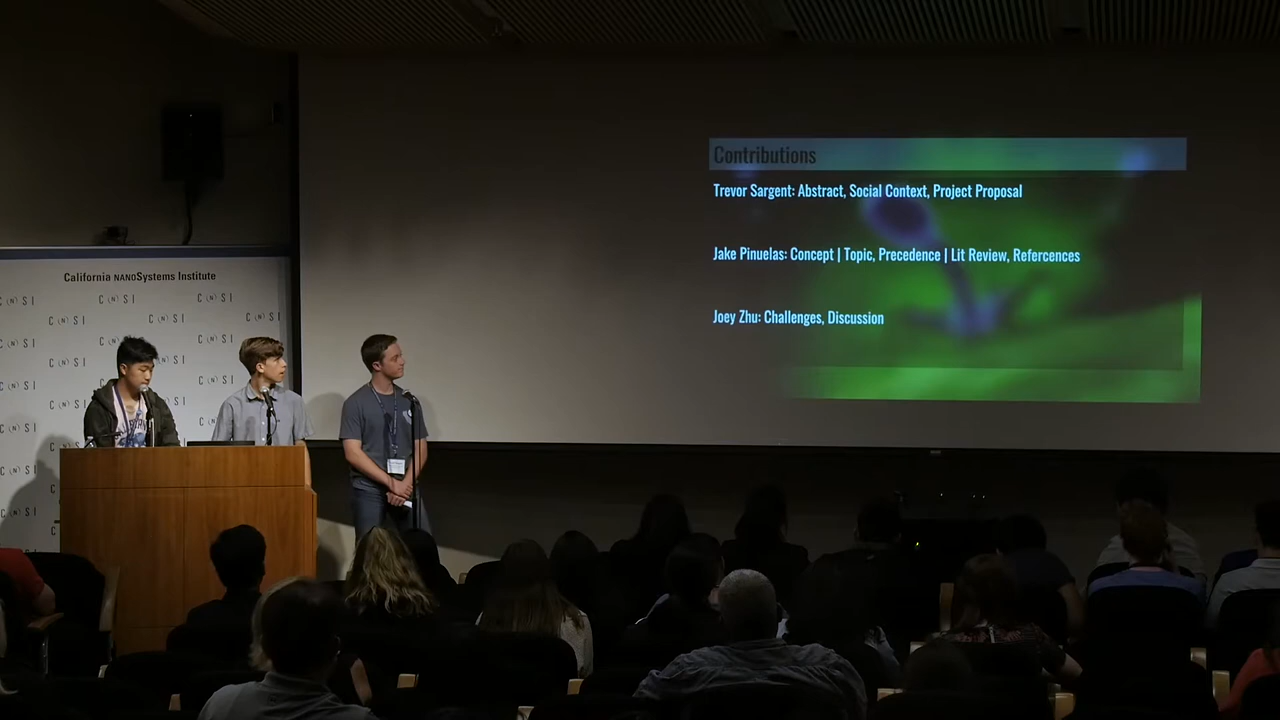 Contributions
Trevor Sargent: Abstract, Social Context, Project Proposal
Jake Pinuelas: Concept | Topic, Precedence | Lit Review, Refercences
Joey Zhu: Challenges, Discussion
California NANOSystems Institute
C (N) S I
C (N) S I
C (N) S I
C (N) S I
C (N) S I
C (N) S I
C (N) S I
C (N) S I
C (N) S I
C (N) S I